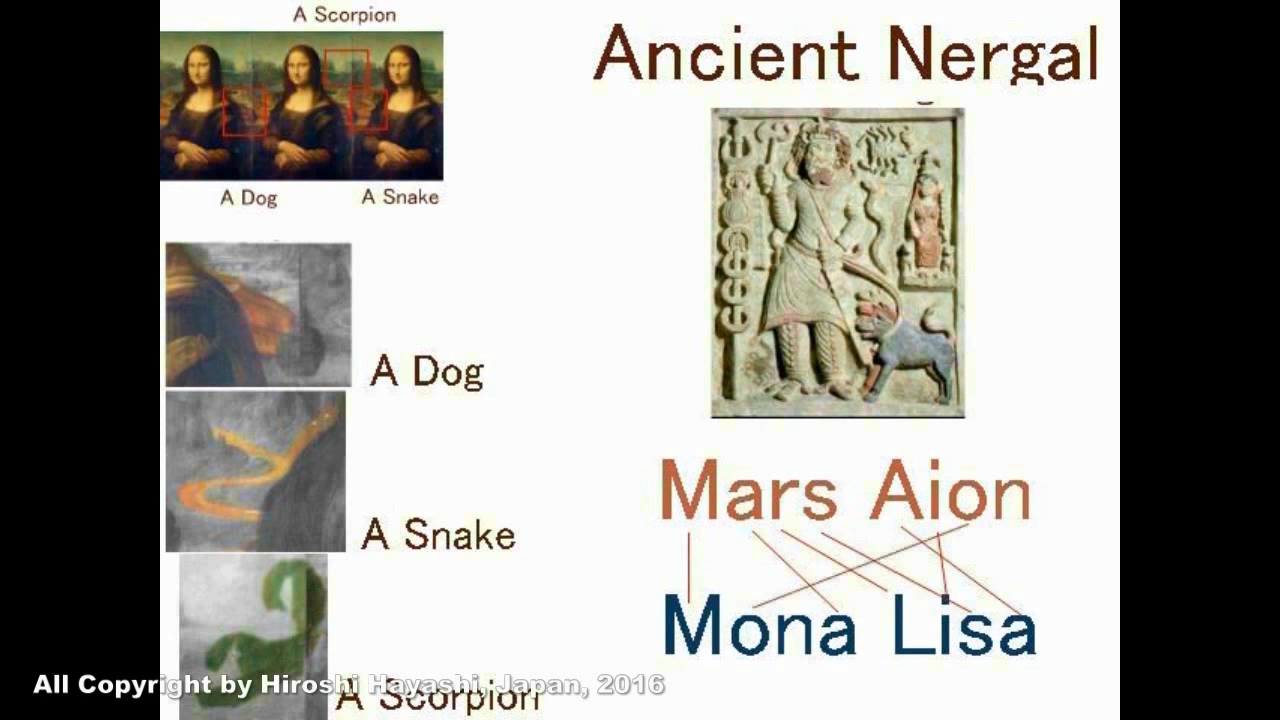 A Scorpion
A Dog
A Snake
A Dog
A Snake
A Scorpion
Ancient Nergal
Mars Aion
Mona Lisa
All Copyright by Hiroshi Hayashi, Japan, 2016